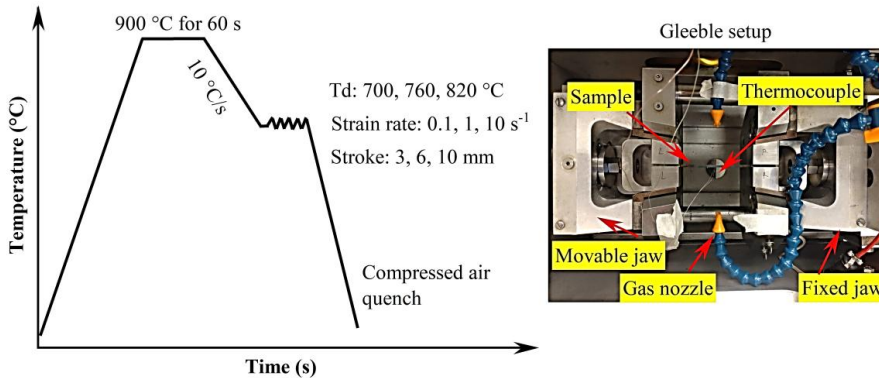 900 °C for 60 s
10 °C/s
Td: 700, 760, 820 °C
Strain rate: 0.1, 1, 10 s⁻¹
Stroke: 3, 6, 10 mm
Compressed air
quench
Temperature (°C)
Time (s)
Gleeble setup
Sample
Thermocouple
Movable jaw
Gas nozzle
Fixed jaw